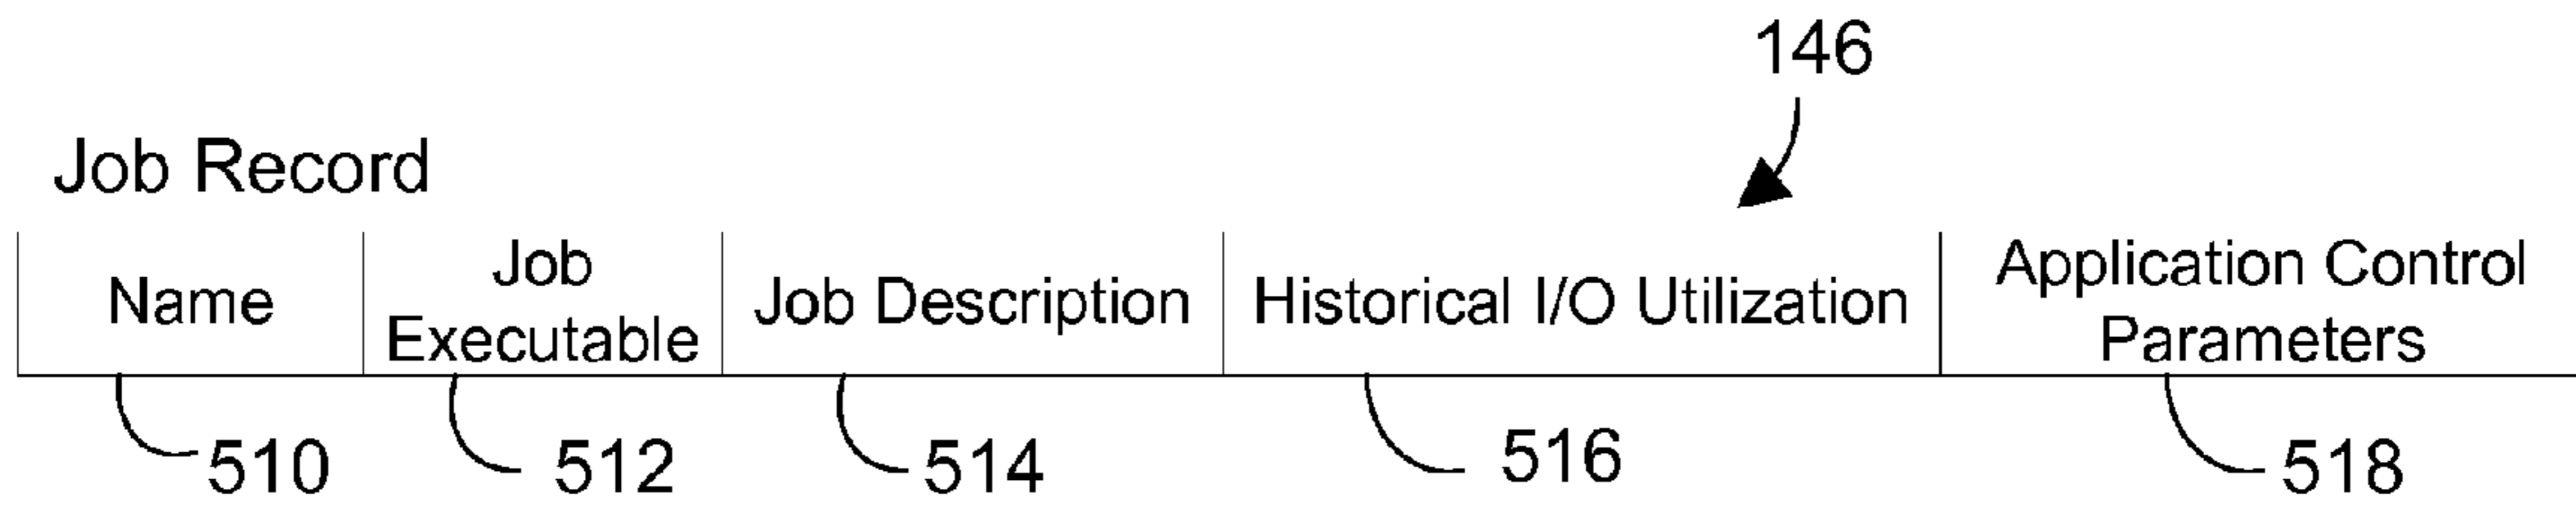 146
Job Record
Name
Job
Executable
Job Description
Historical I/O Utilization
Application Control
Parameters
510
512
514
516
518